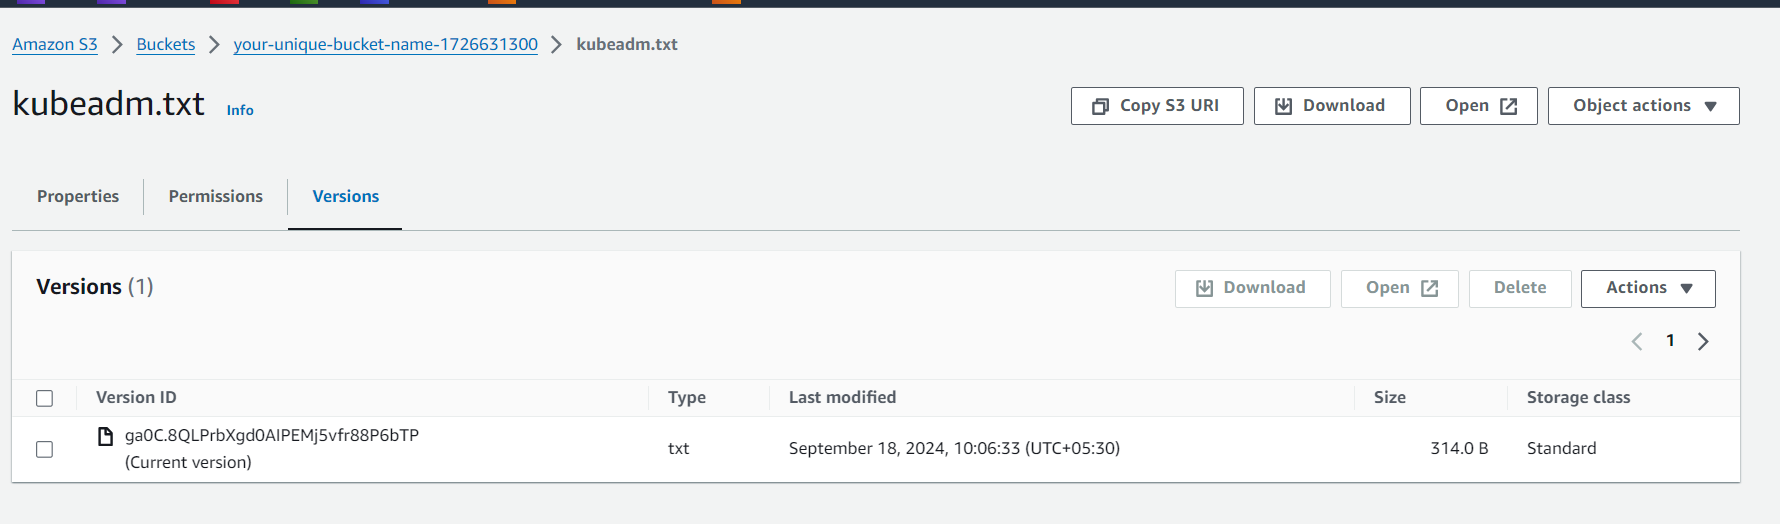 Amazon S3 > Buckets > your-unique-bucket-name-1726631300 > kubeadm.txt
kubeadm.txt Info
Copy S3 URI Download Open Object actions
Properties Permissions Versions
Versions (1)
Download Open Delete Actions
1
Version ID Type Last modified Size Storage class
ga0C.8QLPrbXgd0AIPEMj5vfr88P6bTP
(Current version)
txt September 18, 2024, 10:06:33 (UTC+05:30) 314.0 B Standard